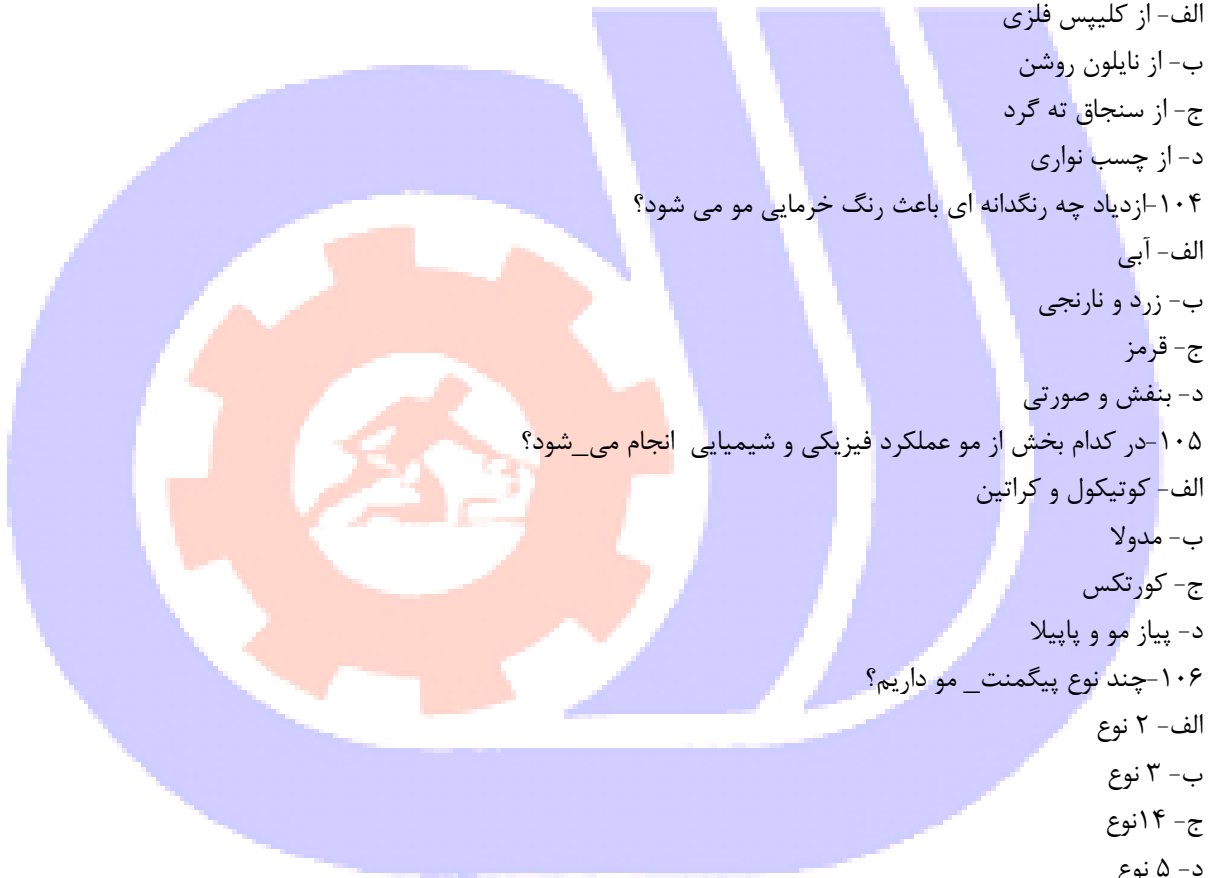 الف- از کلیپس فلزی
ب- از نایلون روشن
ج- از سنجاق ته گرد
د- از چسب نواری
۱۰۴-ازدیاد چه رنگدانه ای باعث رنگ خرمایی مو می شود؟
الف- آبی
ب- زرد و نارنجی
ج- قرمز
د- بنفش و صورتی
۱۰۵-در کدام بخش از مو عملکرد فیزیکی و شیمیایی انجام می_شود؟
الف- کوتیکول و کراتین
ب- مدولا
ج- کورتکس
د- پیاز مو و پاپیلا
۱۰۶-چند نوع پیگمنت_ مو داریم؟
الف- ۲ نوع
ب- ۳ نوع
ج- ۱۴نوع
د- ۵ نوع